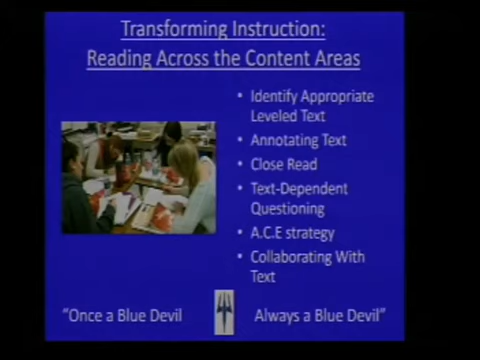 Transforming Instruction:
Reading Across the Content Areas
• Identify Appropriate
Leveled Text
• Annotating Text
• Close Read
• Text-Dependent
Questioning
• A.C.E strategy
• Collaborating With
Text
“Once a Blue Devil
Always a Blue Devil”